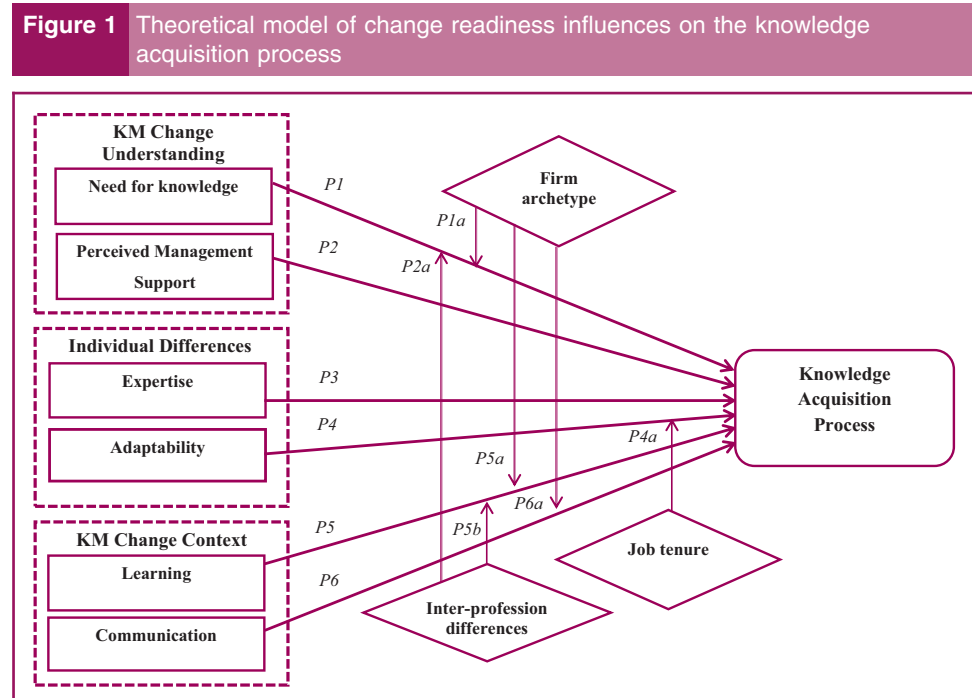 Figure 1
Theoretical model of change readiness influences on the knowledge
acquisition process
KM Change
Understanding
Need for knowledge
Perceived Management
Support
Individual Differences
Expertise
Adaptability
KM Change Context
Learning
Communication
P1
P2
P3
P4
P5
P6
Firm
archetype
P1a
P2a
P5a
P6a
P5b
P4a
Inter-profession
differences
Job tenure
Knowledge
Acquisition
Process